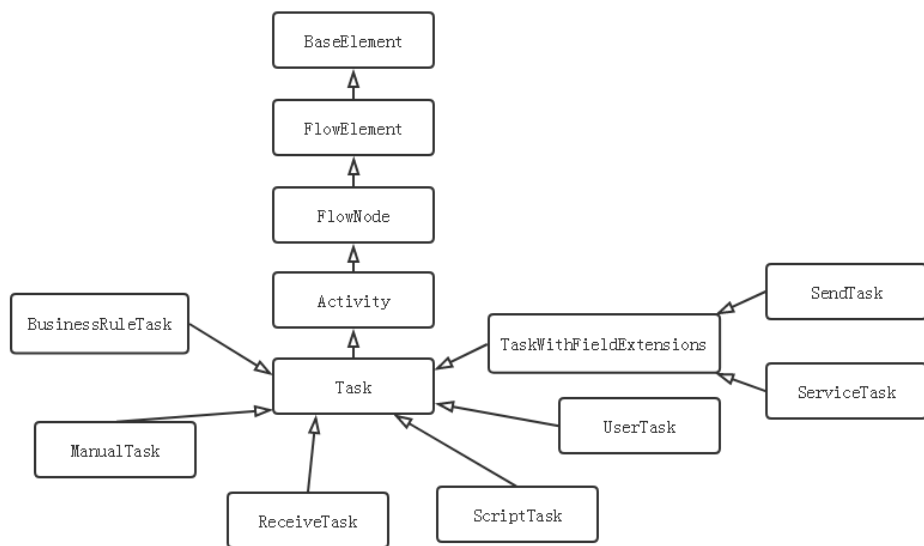 BaseElement
FlowElement
FlowNode
Activity
SendTask
BusinessRuleTask
TaskWithFieldExtensions
Task
ServiceTask
UserTask
ManualTask
ReceiveTask
ScriptTask